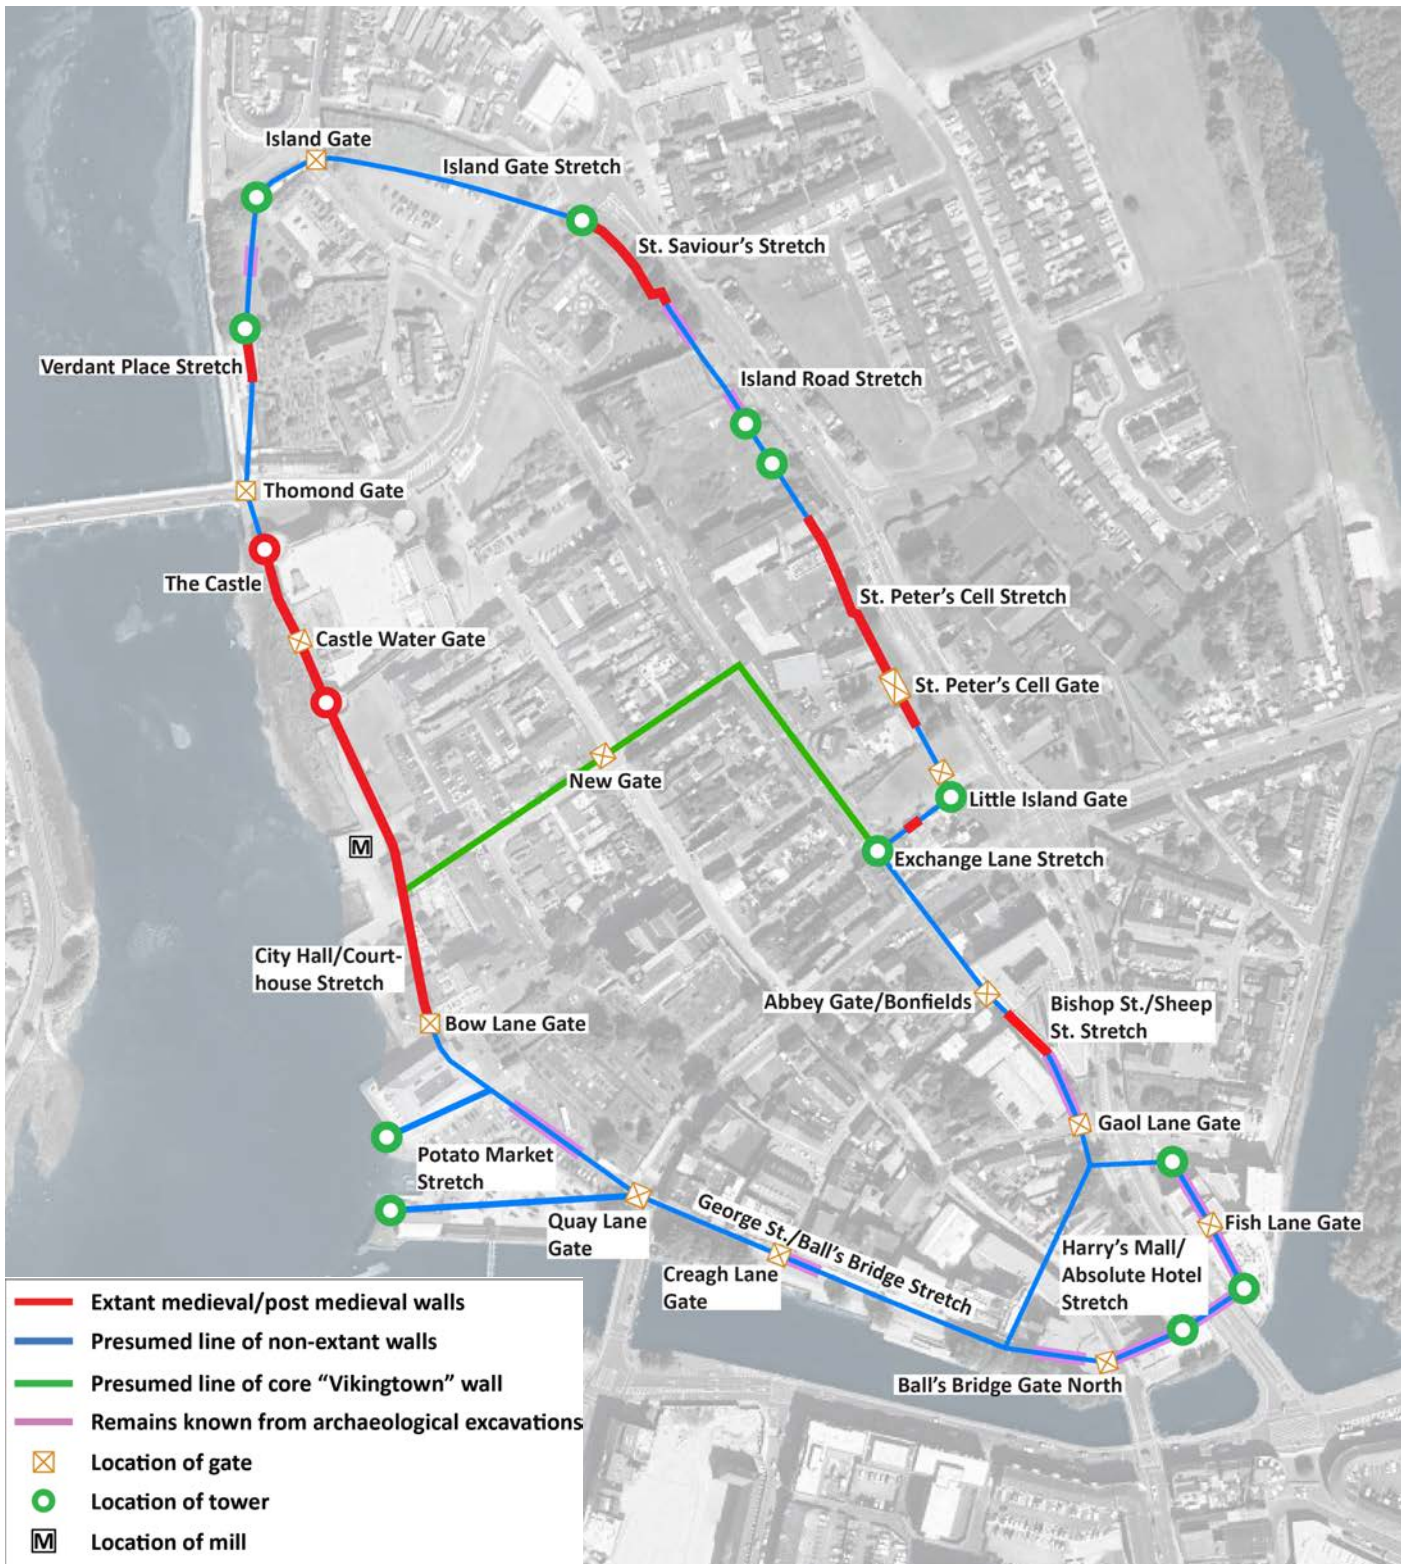 Island Gate
Island Gate Stretch
St. Saviour's Stretch
Verdant Place Stretch
Island Road Stretch
Thomond Gate
The Castle
St. Peter's Cell Stretch
Castle Water Gate
St. Peter's Cell Gate
New Gate
Little Island Gate
M
Exchange Lane Stretch
City Hall/Court-
house Stretch
Abbey Gate/Bonfields
Bishop St./Sheep
St. Stretch
Bow Lane Gate
Gaol Lane Gate
Potato Market
Stretch
Quay Lane
Gate
George St./Ball's Bridge Stretch
Fish Lane Gate
Harry's Mall/
Absolute Hotel
Stretch
Creagh Lane
Gate
Ball's Bridge Gate North
Extant medieval/post medieval walls
Presumed line of non-extant walls
Presumed line of core “Vikingtown” wall
Remains known from archaeological excavations
Location of gate
Location of tower
M Location of mill